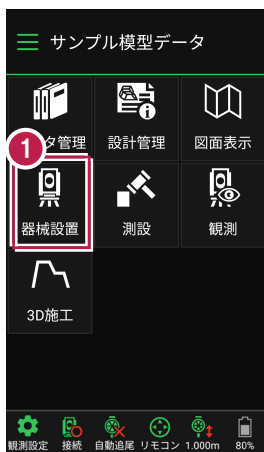 サンプル模型データ
タ管理 設計管理 図面表示
1
器械設置 測設 観測
3D施工
観測設定 接続 自動追尾 リモコン 1.000m 80%